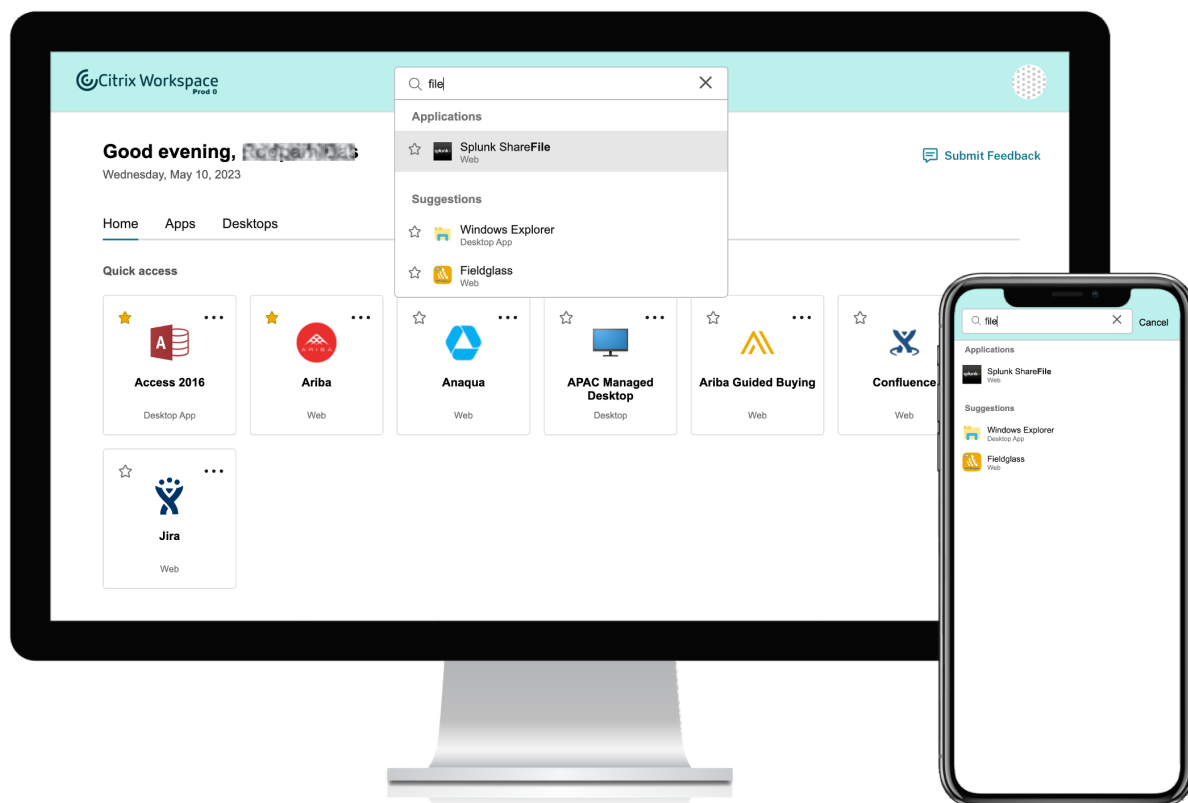 Citrix Workspace
Prod 0
file
Applications
Splunk ShareFile
Web
Suggestions
Windows Explorer
Desktop App
Fieldglass
Web
Good evening,
Wednesday, May 10, 2023
Submit Feedback
Home Apps Desktops
Quick access
Access 2016
Desktop App
ARIBA
Ariba
Web
Anaqua
Web
APAC Managed
Desktop
Desktop
Ariba Guided Buying
Web
Confluence
Web
Jira
Web
file
Cancel
Applications
splunk>
Splunk ShareFile
Web
Suggestions
Windows Explorer
Desktop App
Fieldglass
Web